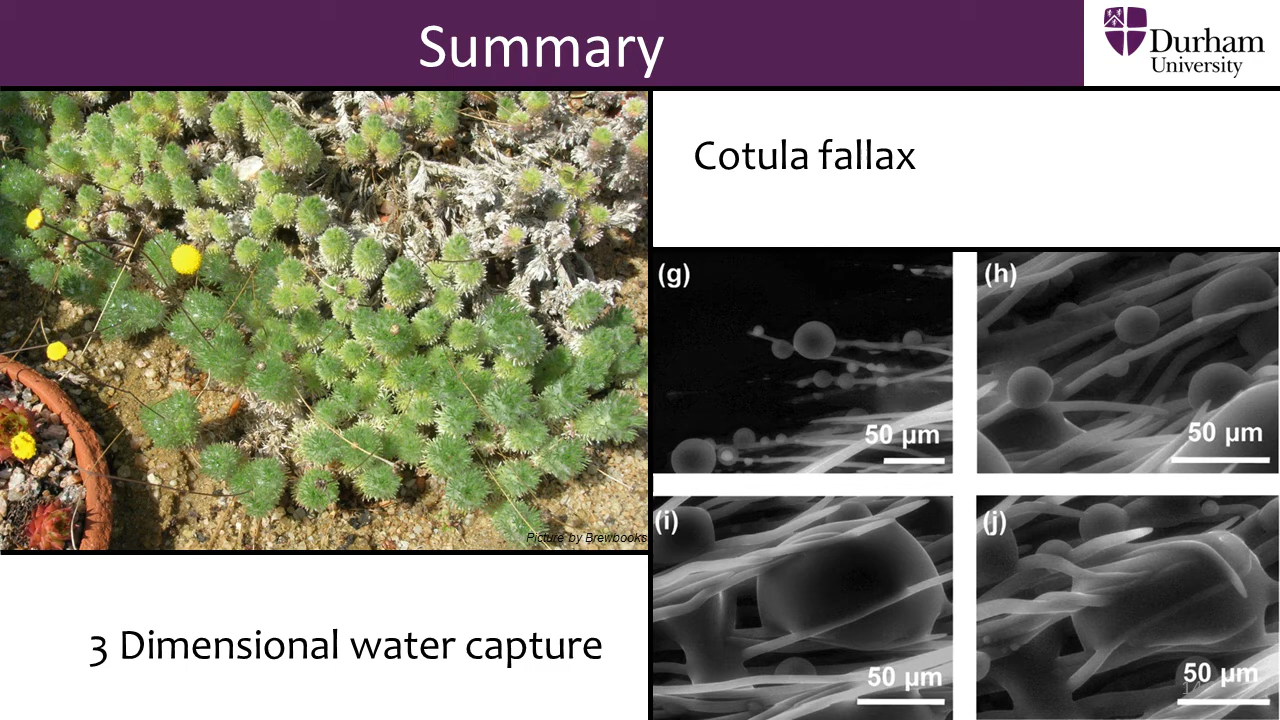 Summary
Durham
University
Cotula fallax
(g)
50 μm
(h)
50 μm
(i)
50 μm
(j)
50 μm
14
Picture by Brewbooks
3 Dimensional water capture